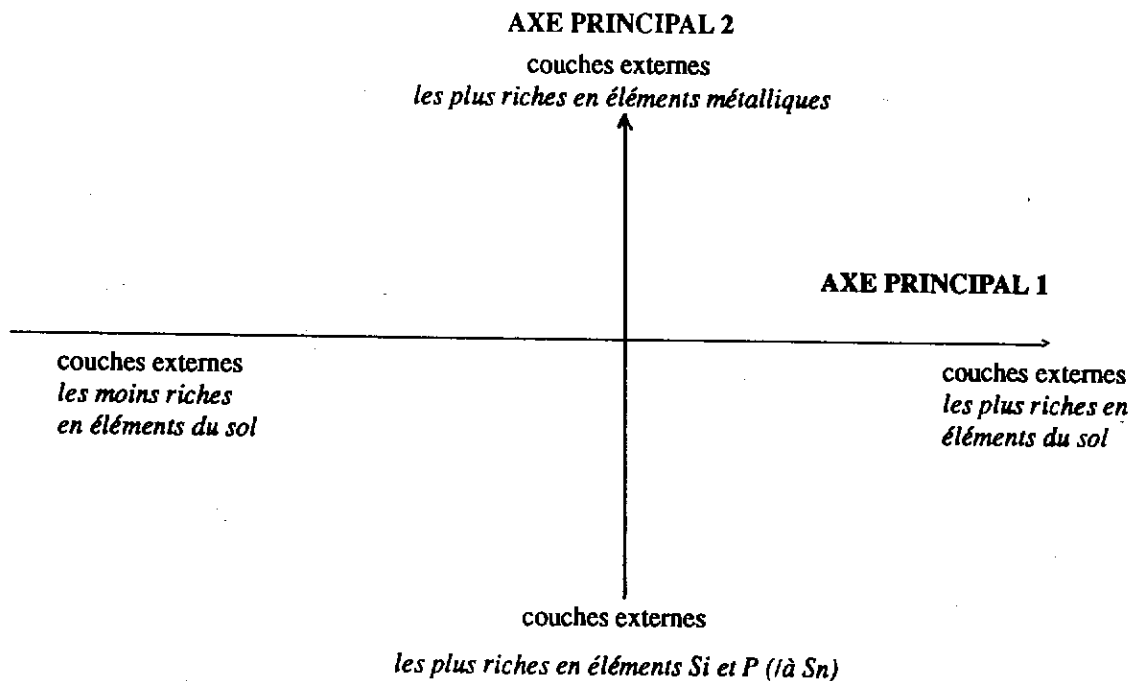 AXE PRINCIPAL 2
couches externes
les plus riches en éléments métalliques
AXE PRINCIPAL 1
couches externes
les moins riches
en éléments du sol
couches externes
les plus riches en
éléments du sol
couches externes
les plus riches en éléments Si et P (/à Sn)